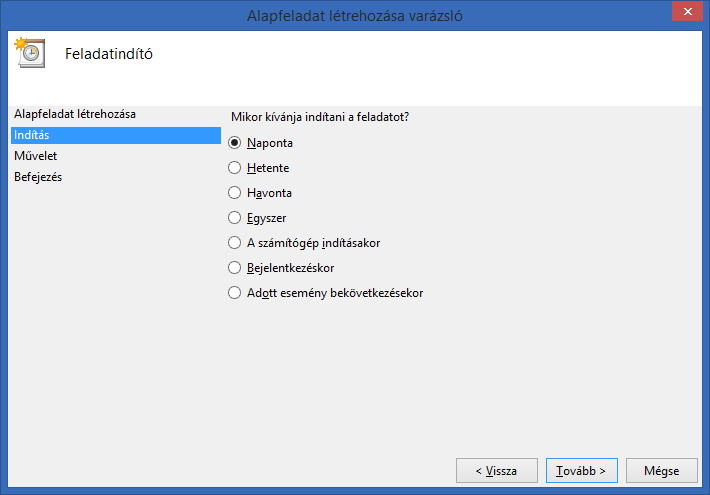 Alapfeladat létrehozása varázsló
Feladatindító
Alapfeladat létrehozása
Indítás
Művelet
Befejezés
Mikor kívánja indítani a feladatot?
Naponta
Hetente
Havonta
Egyszer
A számítógép indításakor
Bejelentkezéskor
Adott esemény bekövetkezésekor
< Vissza
Tovább >
Mégse